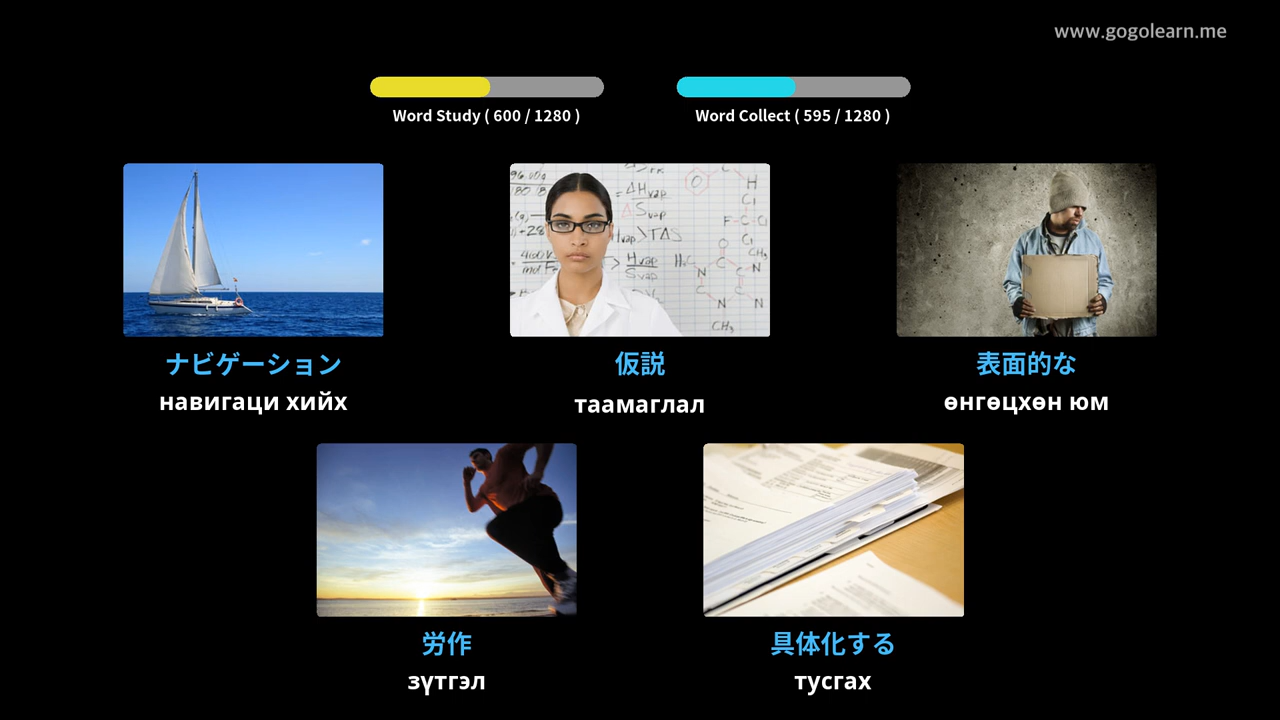 www.gogolearn.me
Word Study ( 600 / 1280 )
Word Collect ( 595 / 1280 )
ナビゲーション
навигаци хийх
仮説
таамаглал
表面的な
өнгөцхөн юм
労作
зүтгэл
具体化する
тусгах